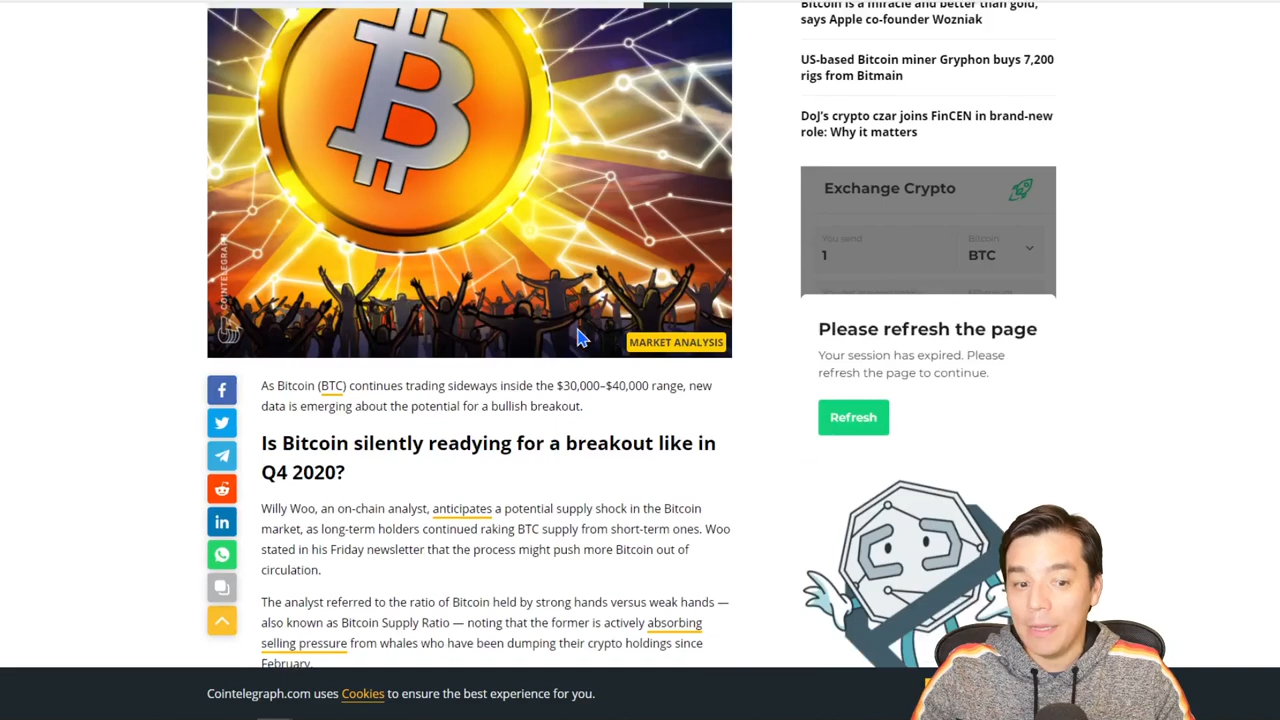 Bitcoin is a miracle and better than gold,
says Apple co-founder Wozniak
US-based Bitcoin miner Gryphon buys 7,200
rigs from Bitmain
DoJ's crypto czar joins FinCEN in brand-new
role: Why it matters
Exchange Crypto
You send
1
Bitcoin
BTC
Please refresh the page
Your session has expired. Please
refresh the page to continue.
Refresh
COINTELEGRAPH
MARKET ANALYSIS
As Bitcoin (BTC) continues trading sideways inside the $30,000–$40,000 range, new
data is emerging about the potential for a bullish breakout.
Is Bitcoin silently readying for a breakout like in
Q4 2020?
Willy Woo, an on-chain analyst, anticipates a potential supply shock in the Bitcoin
market, as long-term holders continued raking BTC supply from short-term ones. Woo
stated in his Friday newsletter that the process might push more Bitcoin out of
circulation.
The analyst referred to the ratio of Bitcoin held by strong hands versus weak hands —
also known as Bitcoin Supply Ratio — noting that the former is actively absorbing
selling pressure from whales who have been dumping their crypto holdings since
February.
Cointelegraph.com uses Cookies to ensure the best experience for you.